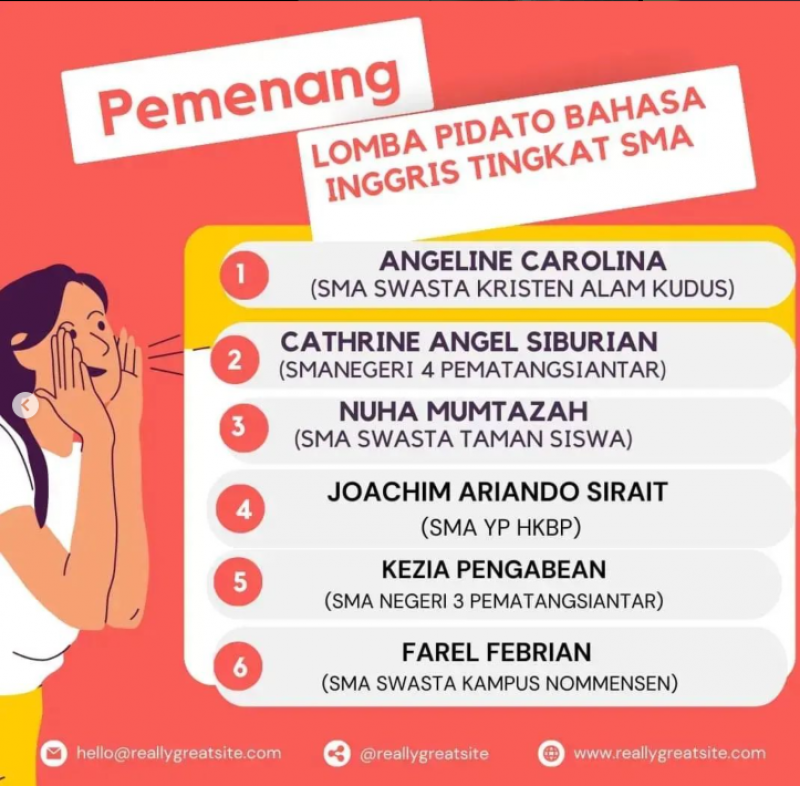 Pemenang
LOMBA PIDATO BAHASA
INGGRIS TINGKAT SMA
1
ANGELINE CAROLINA
(SMA SWASTA KRISTEN ALAM KUDUS)
2
CATHRINE ANGEL SIBURIAN
(SMANEGERI 4 PEMATANGSIANTAR)
3
NUHA MUMTAZAH
(SMA SWASTA TAMAN SISWA)
4
JOACHIM ARIANDO SIRAIT
(SMA YP HKBP)
5
KEZIA PENGABEAN
(SMA NEGERI 3 PEMATANGSIANTAR)
6
FAREL FEBRIAN
(SMA SWASTA KAMPUS NOMMENSEN)
hello@reallygreatsite.com @reallygreatsite www.reallygreatsite.com